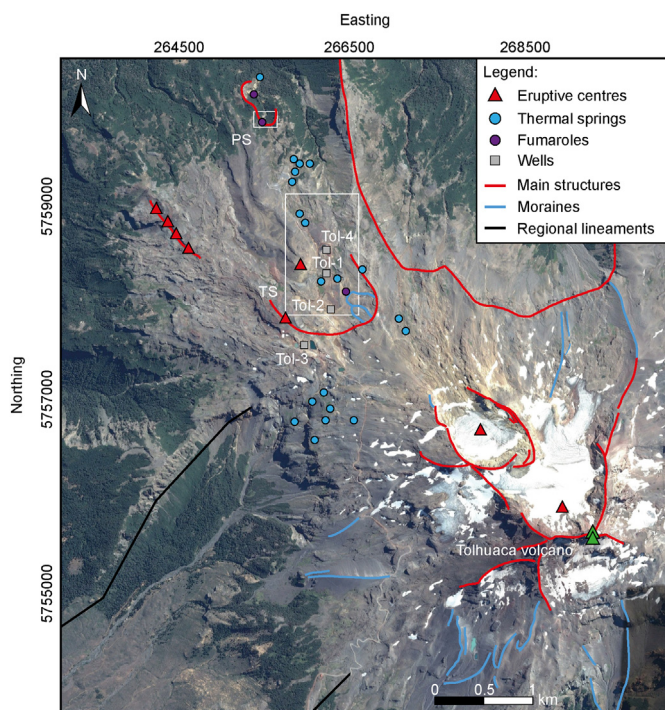 Easting
264500
266500
268500
N
Legend:
Eruptive centres
Thermal springs
Fumaroles
Wells
Main structures
Moraines
Regional lineaments
PS
5759000
Tol-4
Tol-1
TS
Tol-2
Tol-3
Northing
5757000
Tolhuaca volcano
5755000
0 0.5 1
km